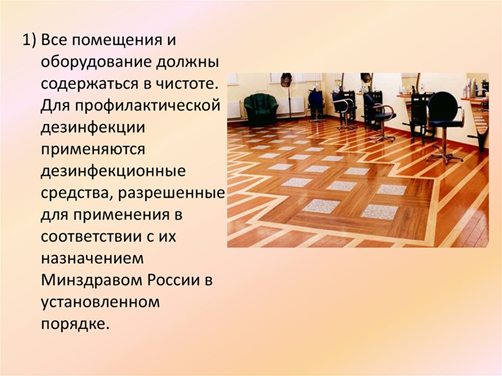 1) Все помещения и
оборудование должны
содержаться в чистоте.
Для профилактической
дезинфекции
применяются
дезинфекционные
средства, разрешенные
для применения в
соответствии с их
назначением
Минздравом России в
установленном
порядке.